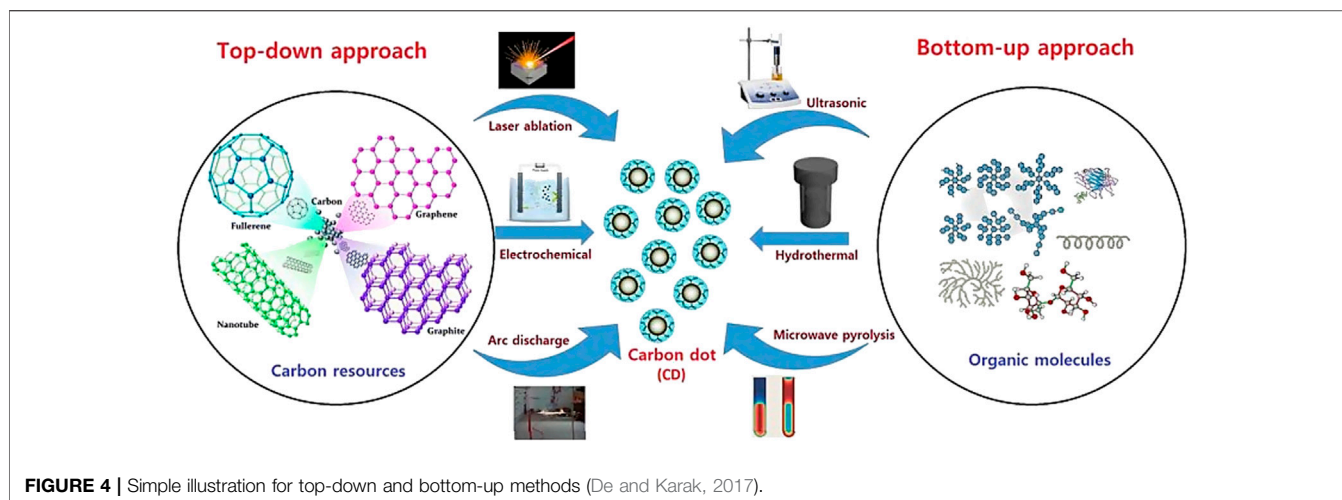 Top-down approach
Bottom-up approach
Laser ablation
Ultrasonic
Fullerene
Carbon
Graphene
Electrochemical
Hydrothermal
Nanotube
Graphite
Carbon resources
Arc discharge
Carbon dot
(CD)
Microwave pyrolysis
Organic molecules
FIGURE 4 | Simple illustration for top-down and bottom-up methods (De and Karak, 2017).